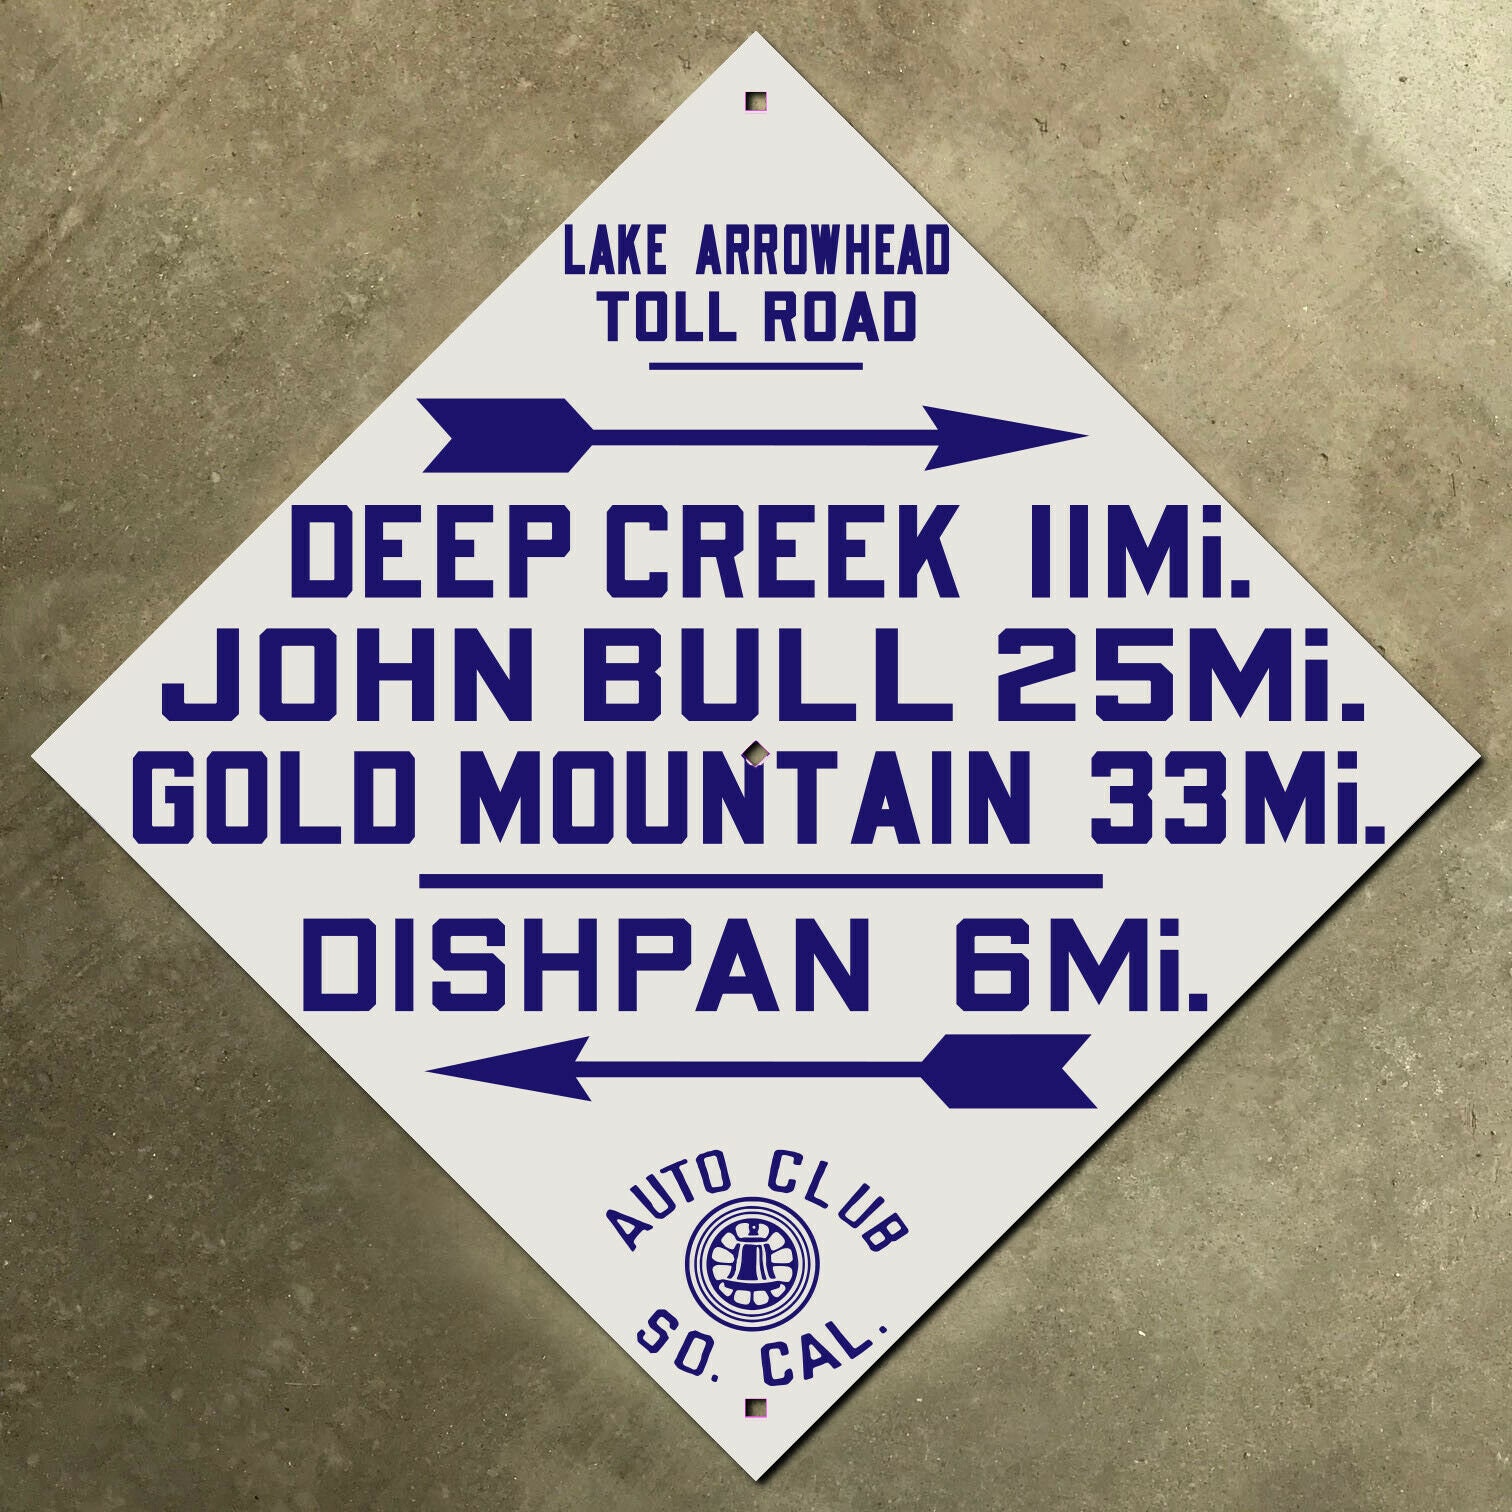 LAKE ARROWHEAD
TOLL ROAD
DEEP CREEK 11Mi.
JOHN BULL 25Mi.
GOLD MOUNTAIN 33Mi.
DISHPAN 6Mi.
AUTO CLUB
SO. CAL.